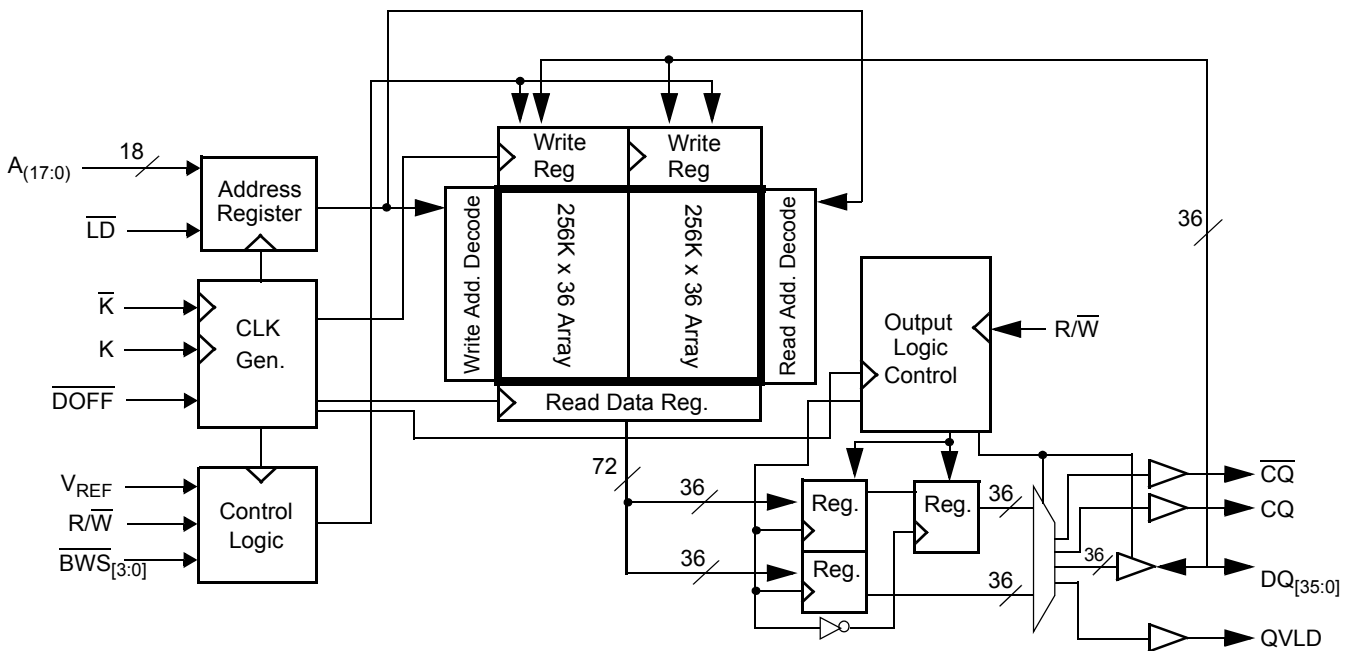 A(17:0)
18
LD
Address
Register
K
K
DOFF
CLK
Gen.
VREF
R/W
BWS[3:0]
Control
Logic
Write
Reg
Write
Reg
Write Add. Decode
256K x 36 Array
256K x 36 Array
Read Add. Decode
Read Data Reg.
72
36
36
Output
Logic
Control
R/W
36
Reg.
Reg.
Reg.
36
36
36
CQ
CQ
DQ[35:0]
QVLD